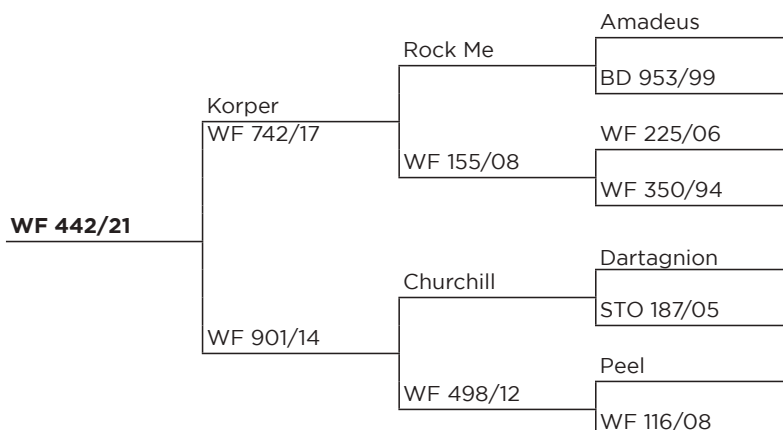 Amadeus
Rock Me
BD 953/99
Korper
WF 742/17
WF 225/06
WF 155/08
WF 350/94
WF 442/21
Dartagnion
Churchill
STO 187/05
WF 901/14
Peel
WF 498/12
WF 116/08